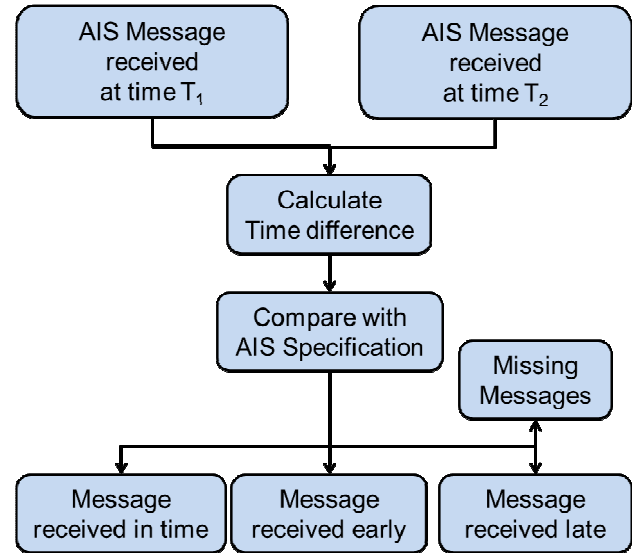 AIS Message
received
at time T₁
AIS Message
received
at time T₂
Calculate
Time difference
Compare with
AIS Specification
Missing
Messages
Message
received in time
Message
received early
Message
received late